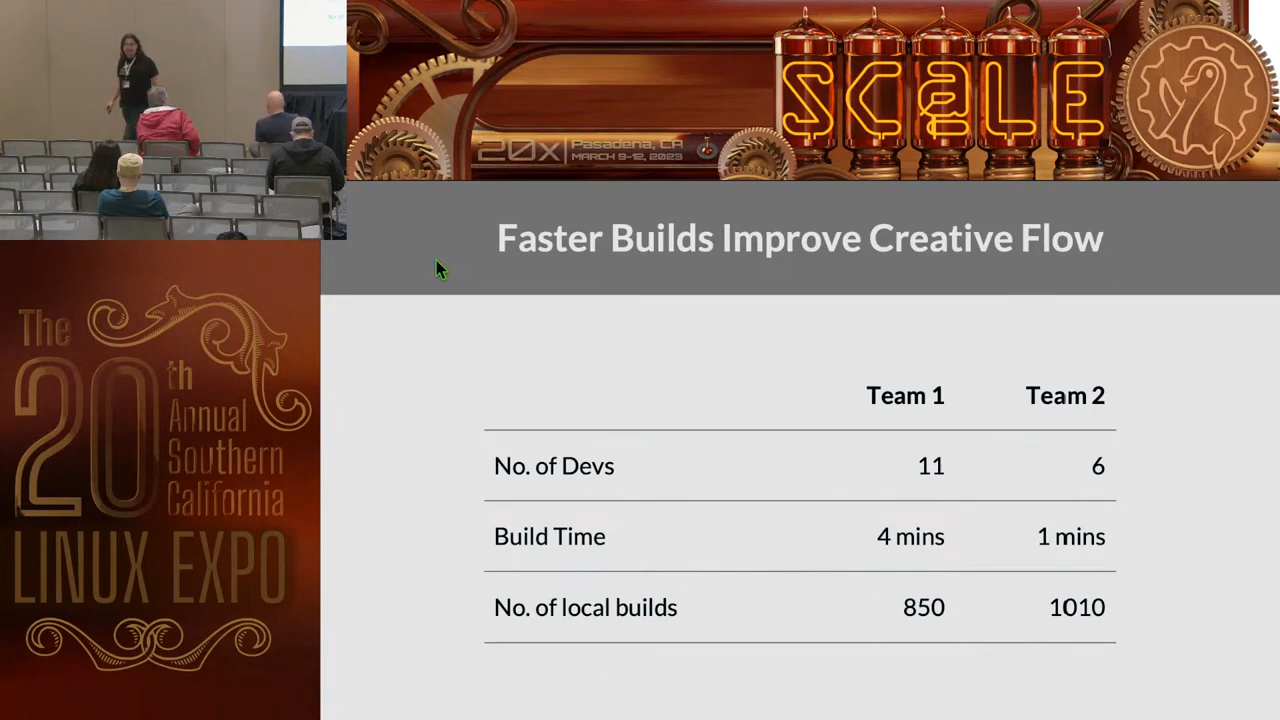 SCaLE
20x Pasadena, CA
MARCH 9-12, 2023
Faster Builds Improve Creative Flow
The
20th
Annual
Southern
California
LINUX EXPO
Team 1 Team 2
No. of Devs 11 6
Build Time 4 mins 1 mins
No. of local builds 850 1010